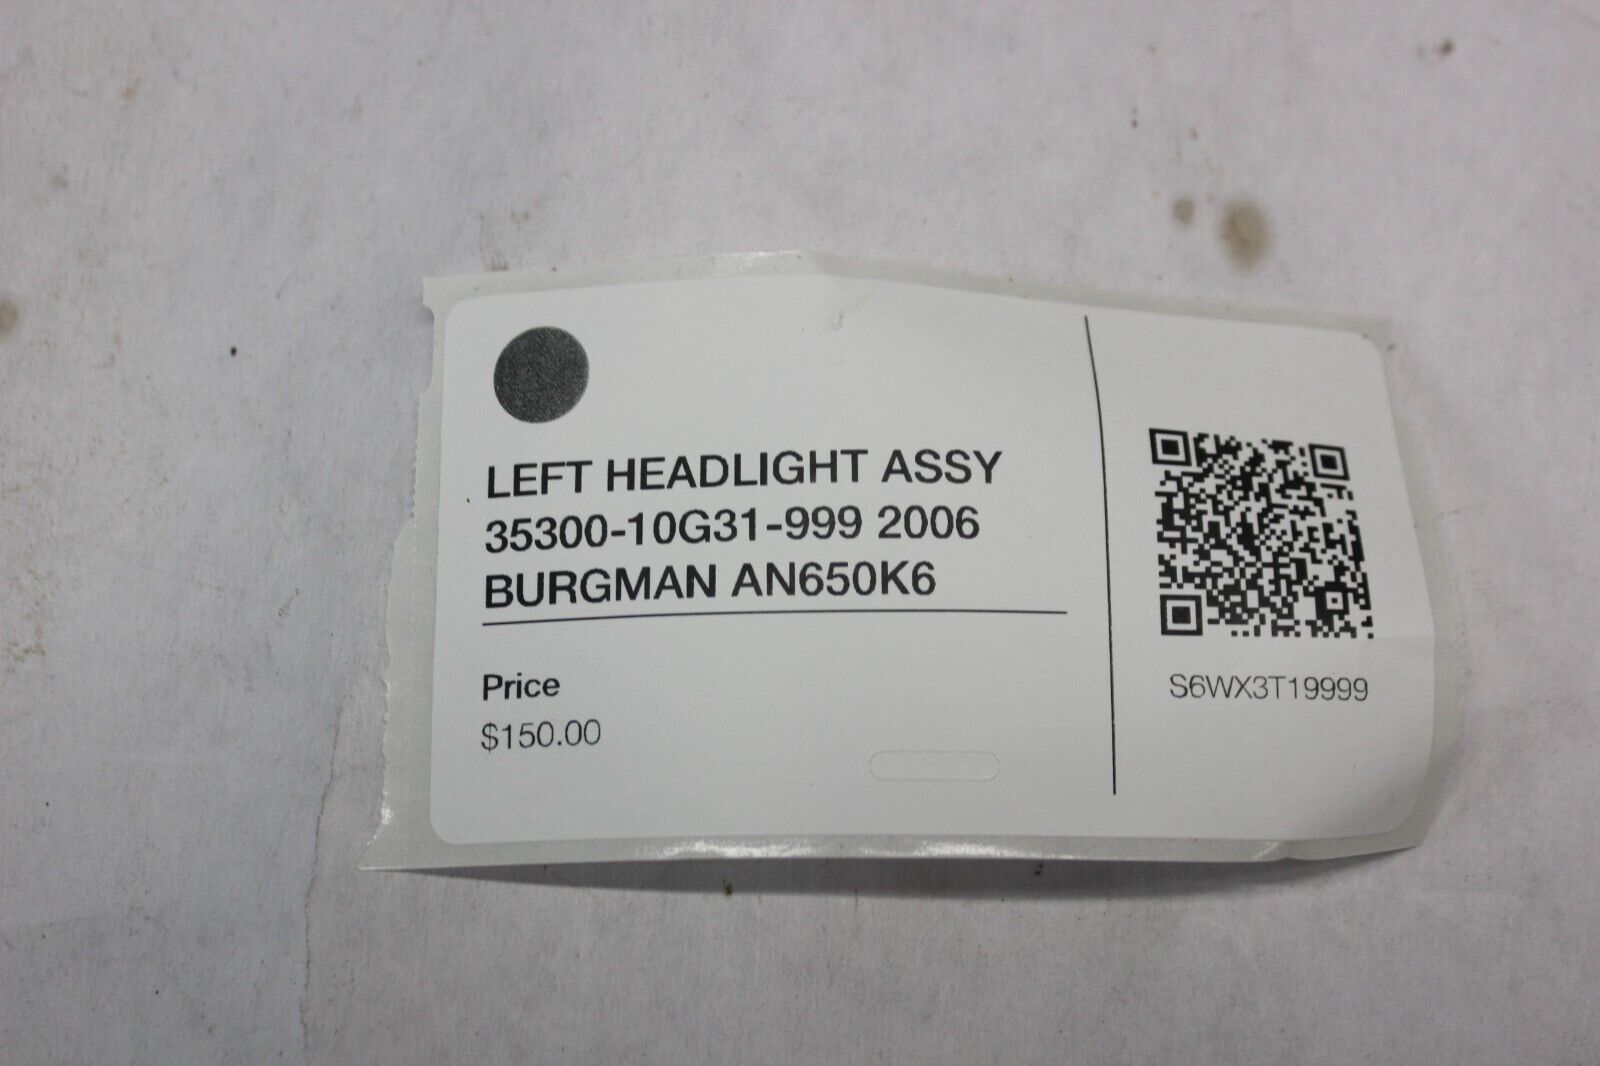 LEFT HEADLIGHT ASSY
35300-10G31-999 2006
BURGMAN AN650K6
Price
$150.00
S6WX3T19999